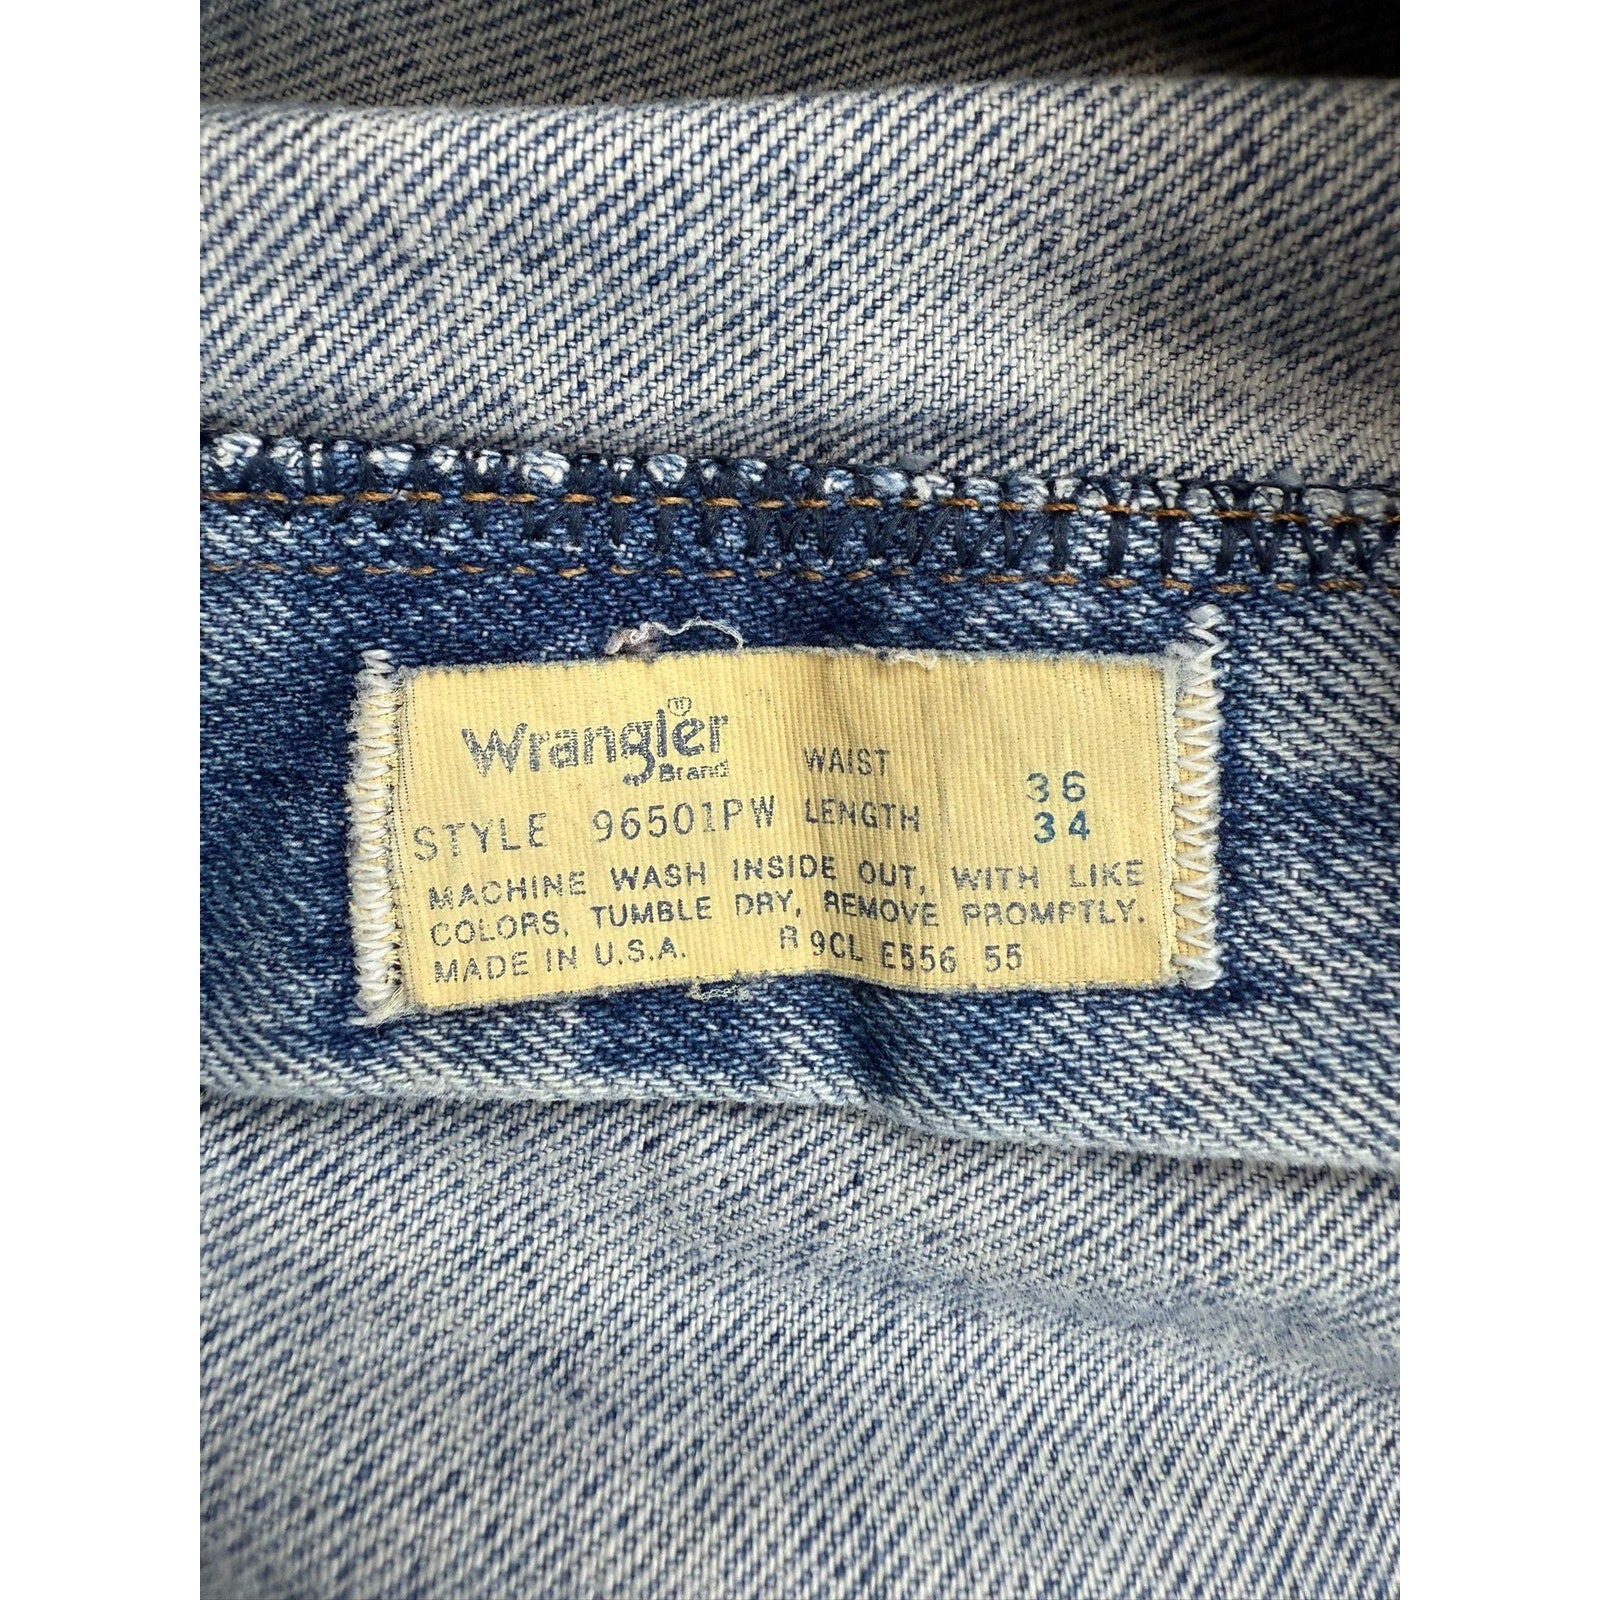 Wrangler®
Brand
WAIST 36
STYLE 96501PW LENGTH 34
MACHINE WASH INSIDE OUT, WITH LIKE
COLORS, TUMBLE DRY, REMOVE PROMPTLY.
MADE IN U.S.A. R 9CL E556 55